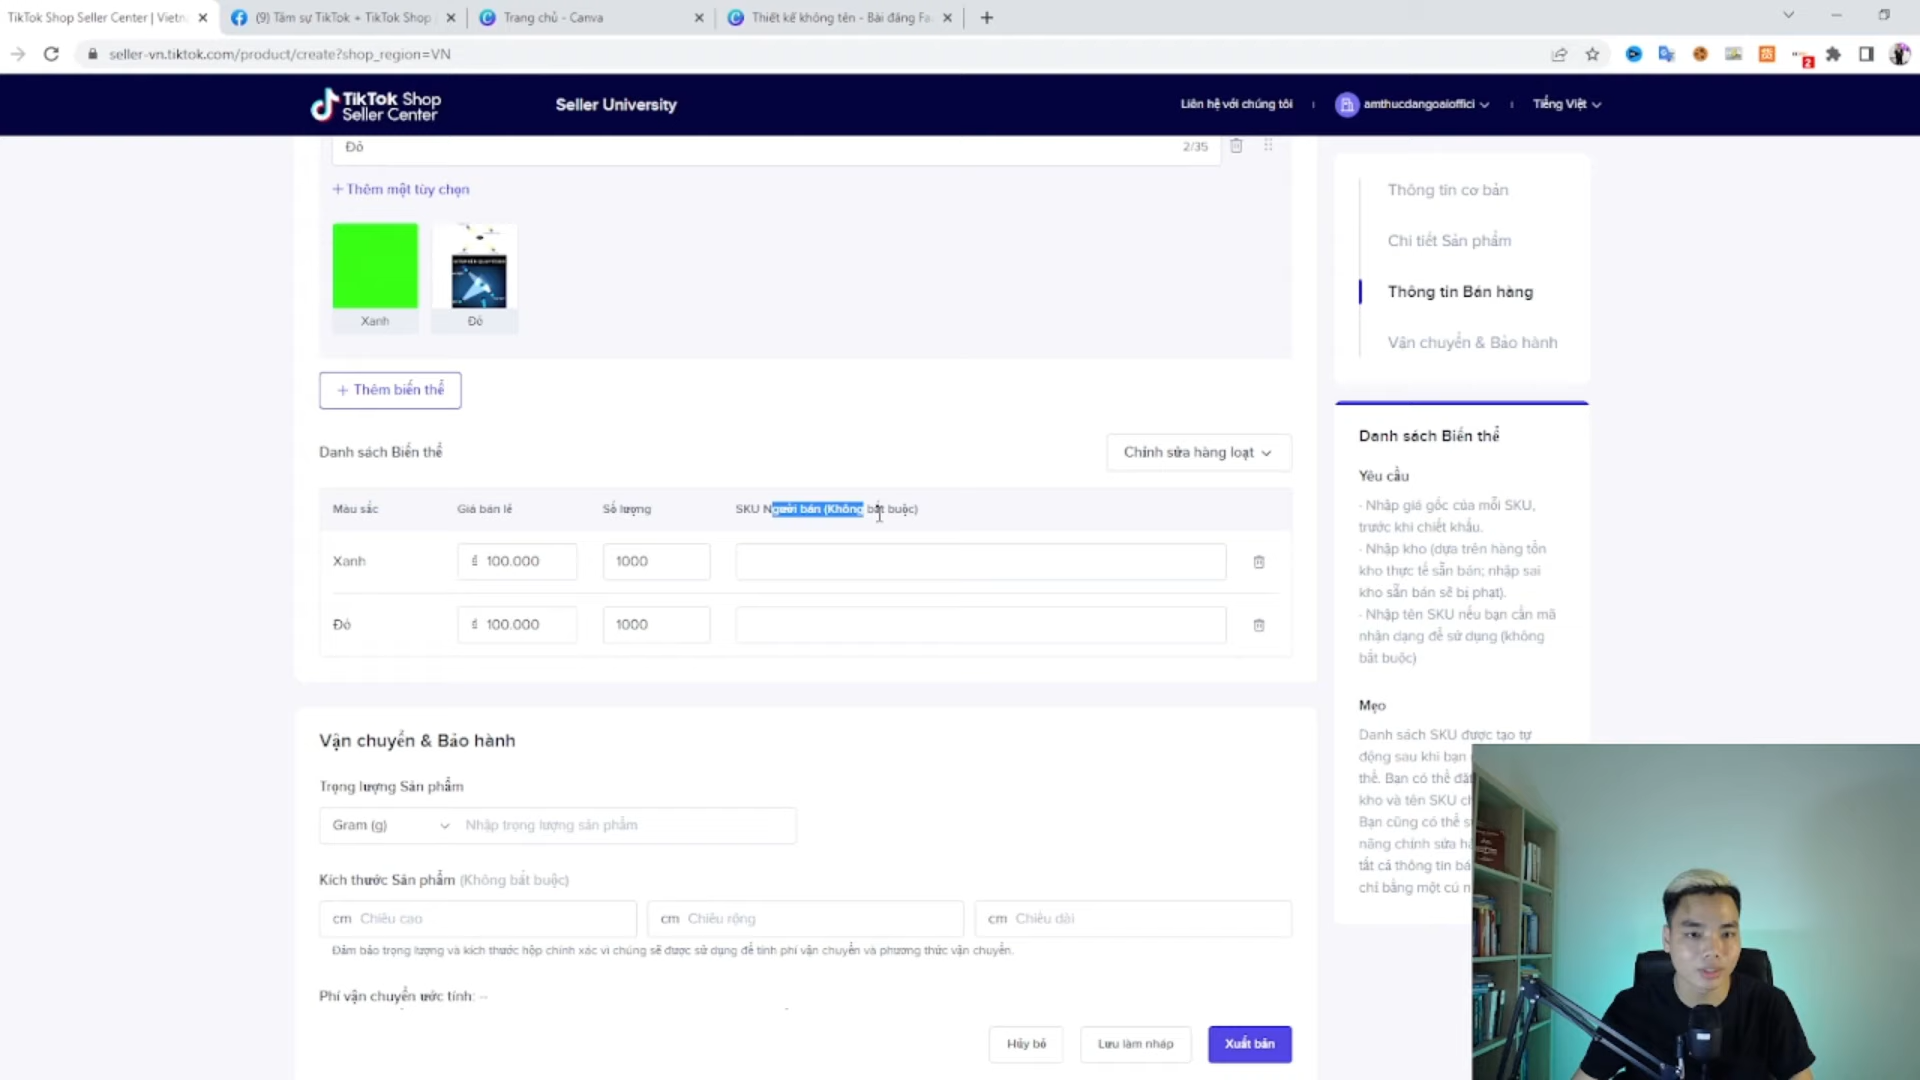 TikTok Shop Seller Center | Vietn
(9) Tâm sự TikTok + TikTok Shop
Trang chủ - Canva
Thiết kế không tên - Bài đăng Fa
seller-vn.tiktok.com/product/create?shop_region=VN
2
TikTok Shop
Seller Center
Seller University
Liên hệ với chúng tôi
amthucdangoaioffici
Tiếng Việt
Đỏ
2/35
+ Thêm một tùy chọn
Xanh
Đỏ
+ Thêm biến thể
Danh sách Biến thể
Chỉnh sửa hàng loạt
Màu sắc
Giá bán lẻ
Số lượng
SKU Người bán (Không bắt buộc)
Xanh
₫ 100.000
1000
Đỏ
₫ 100.000
1000
Vận chuyển & Bảo hành
Trọng lượng Sản phẩm
Gram (g)
Nhập trọng lượng sản phẩm
Kích thước Sản phẩm (Không bắt buộc)
cm Chiều cao
cm Chiều rộng
cm Chiều dài
Đảm bảo trọng lượng và kích thước hộp chính xác vì chúng sẽ được sử dụng để tính phí vận chuyển và phương thức vận chuyển.
Phí vận chuyển ước tính: --
Hủy bỏ
Lưu làm nháp
Xuất bản
Thông tin cơ bản
Chi tiết Sản phẩm
Thông tin Bán hàng
Vận chuyển & Bảo hành
Danh sách Biến thể
Yêu cầu
· Nhập giá gốc của mỗi SKU,
trước khi chiết khấu.
· Nhập kho (dựa trên hàng tồn
kho thực tế sẵn bán; nhập sai
kho sẵn bán sẽ bị phạt).
· Nhập tên SKU nếu bạn cần mã
nhận dạng để sử dụng (không
bắt buộc)
Mẹo
Danh sách SKU được tạo tự
động sau khi bạn
thể. Bạn có thể đặt
kho và tên SKU ch
Bạn cũng có thể s
năng chỉnh sửa hà
tất cả thông tin bá
chỉ bằng một cú n